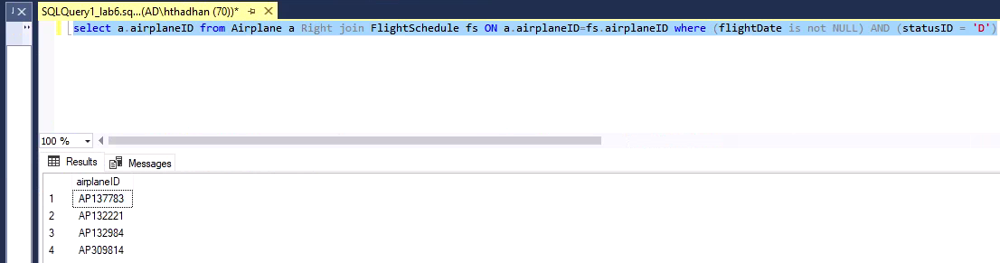 SQLQuery1_lab6.sq...(AD\hthadhan (70))*
select a.airplaneID from Airplane a Right join FlightSchedule fs ON a.airplaneID=fs.airplaneID where (flightDate is not NULL) AND (statusID = 'D')
100 %
Results Messages
airplaneID
1 AP137783
2 AP132221
3 AP132984
4 AP309814